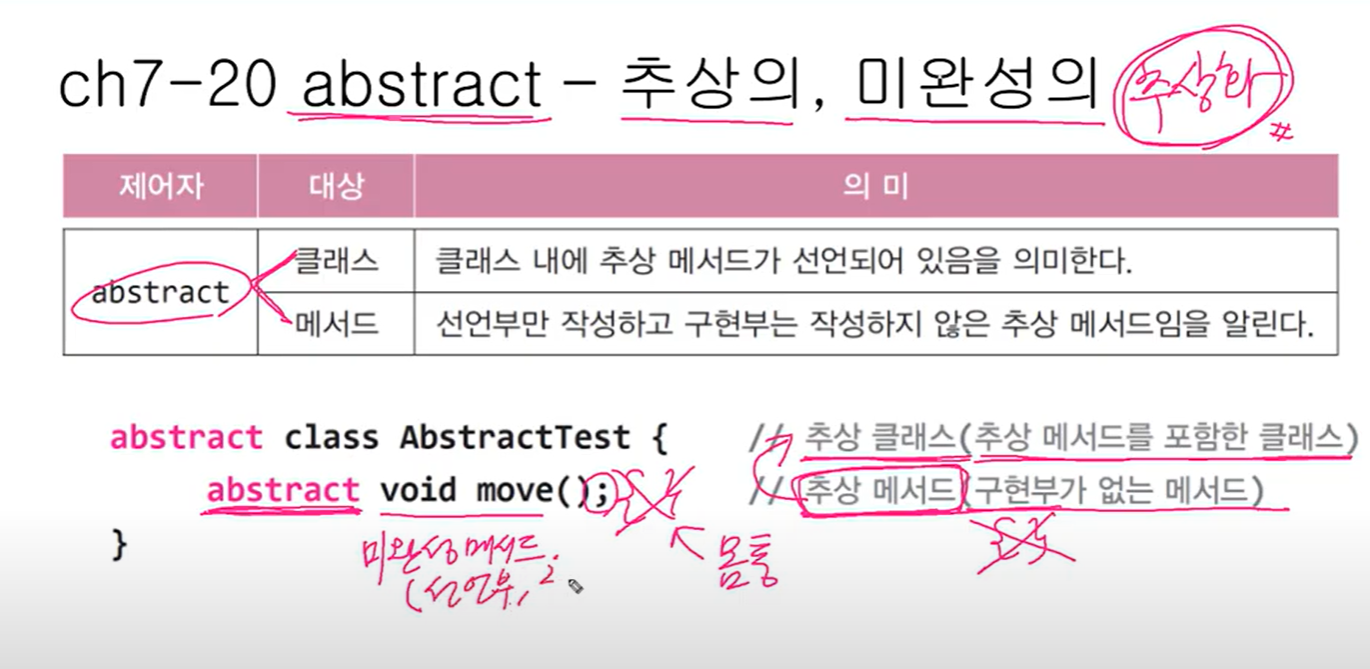 ch7-20 abstract - 추상의, 미완성의 추상화
#
제어자 대상 의 미
abstract 클래스 클래스 내에 추상 메서드가 선언되어 있음을 의미한다.
메서드 선언부만 작성하고 구현부는 작성하지 않은 추상 메서드임을 알린다.
abstract class AbstractTest { // 추상 클래스(추상 메서드를 포함한 클래스)
abstract void move(); {} // 추상 메서드(구현부가 없는 메서드)
} {}
미완성 메서드. 몸통
(선언부,